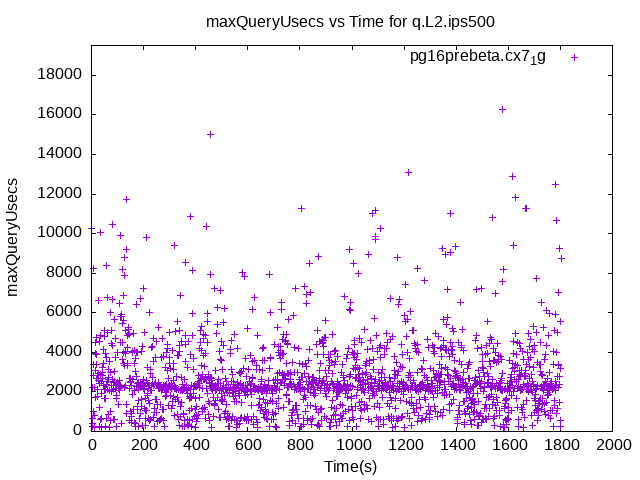 maxQueryUsecs vs Time for q.L2.ips500
pg16prebeta.cx7₁g
18000
16000
14000
12000
10000
8000
6000
4000
2000
0
maxQueryUsecs
0 200 400 600 800 1000 1200 1400 1600 1800 2000
Time(s)